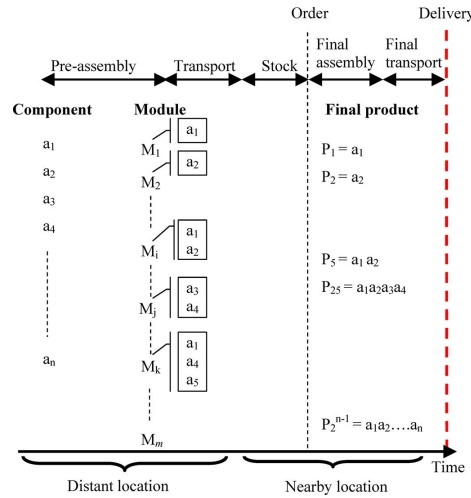 Order
Delivery
Pre-assembly
Transport
Stock
Final
assembly
Final
transport
Component
Module
Final product
a₁
a₂
a₃
a₄
aₙ
M₁
a₁
M₂
a₂
Mᵢ
a₁
a₂
Mⱼ
a₃
a₄
Mₖ
a₁
a₄
a₅
Mₘ
P₁ = a₁
P₂ = a₂
P₅ = a₁ a₂
P₂₅ = a₁a₂a₃a₄
P₂ⁿ⁻¹ = a₁a₂….aₙ
Time
Distant location
Nearby location